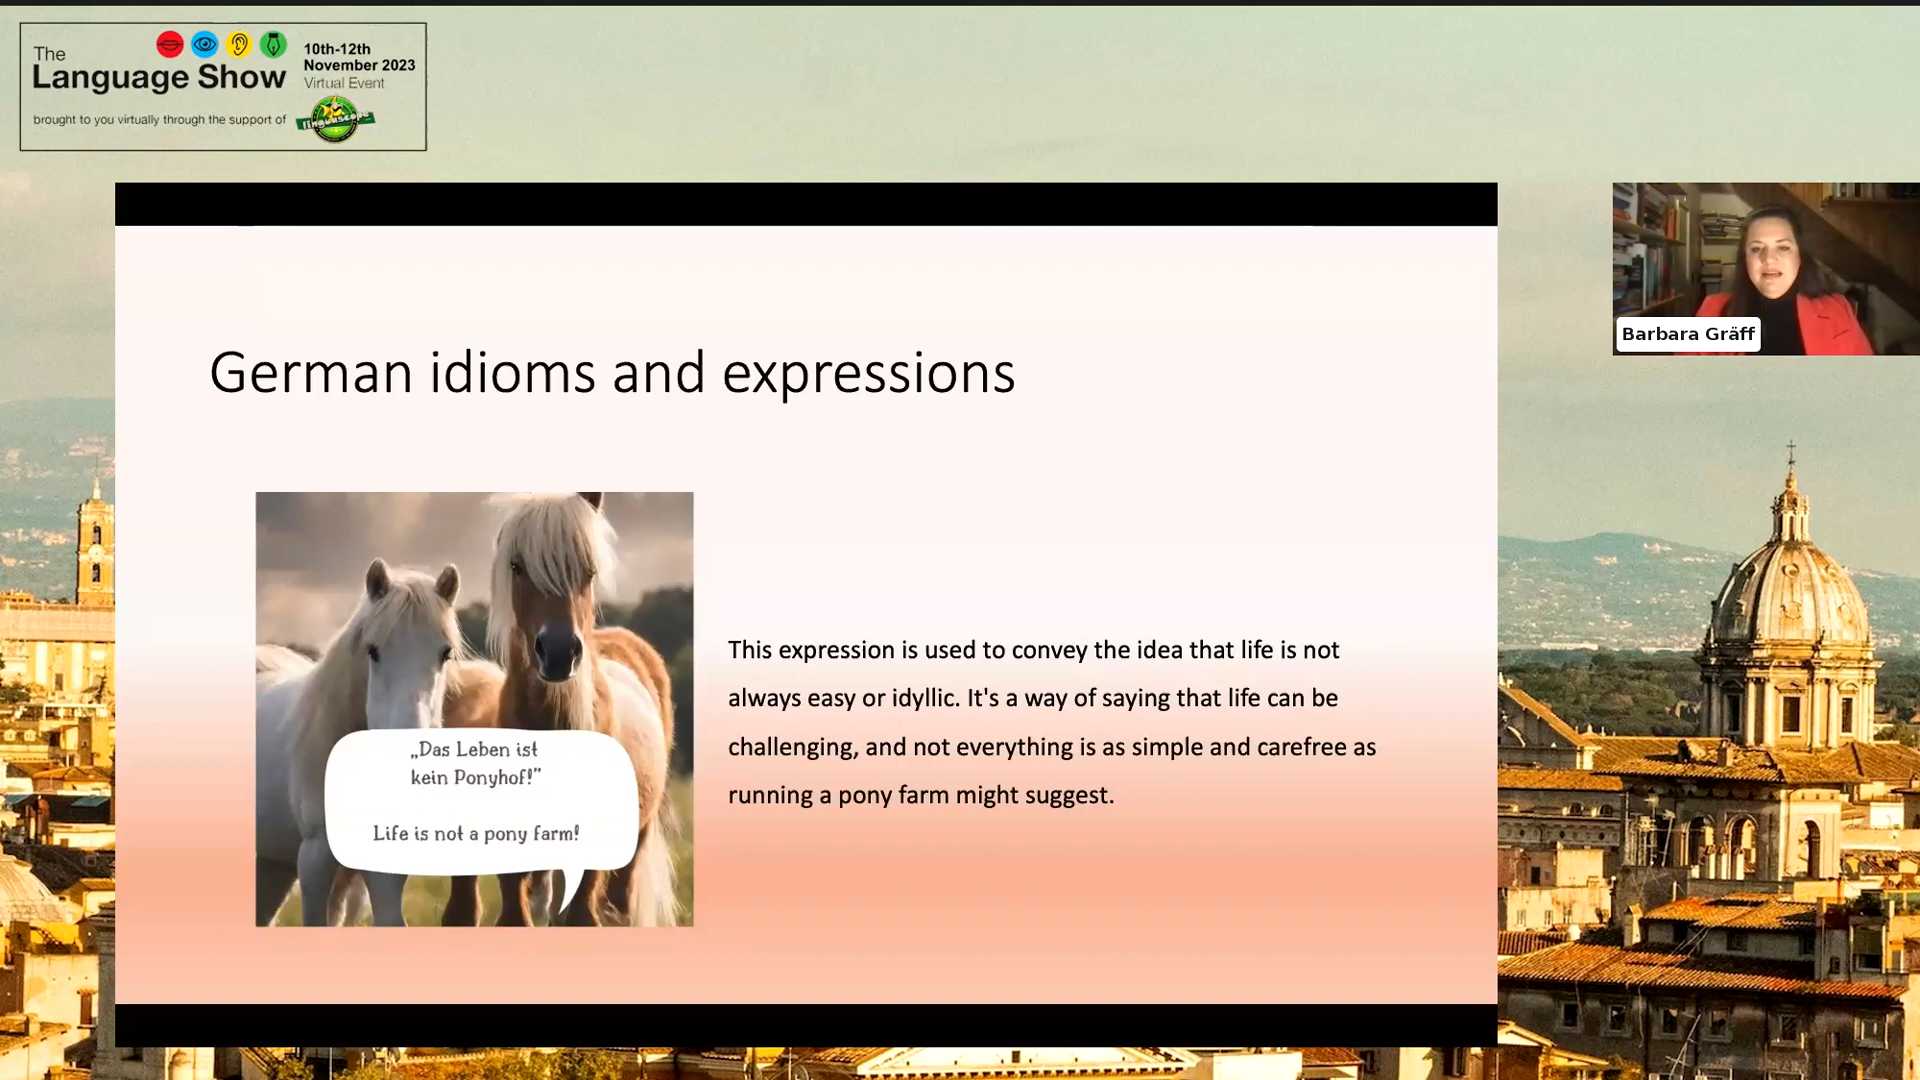 The
Language Show
10th-12th
November 2023
Virtual Event
brought to you virtually through the support of
linguascope
Barbara Gräff
German idioms and expressions
„Das Leben ist
kein Ponyhof!”
Life is not a pony farm!
This expression is used to convey the idea that life is not
always easy or idyllic. It's a way of saying that life can be
challenging, and not everything is as simple and carefree as
running a pony farm might suggest.